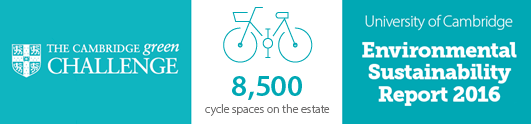 THE CAMBRIDGE green
CHALLENGE
8,500
cycle spaces on the estate
University of Cambridge
Environmental
Sustainability
Report 2016